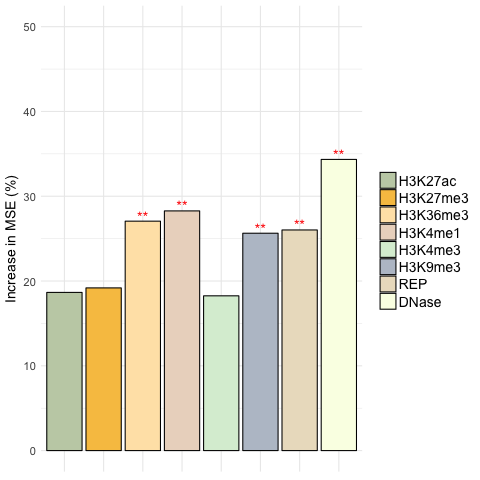 50
40
30
20
10
0
Increase in MSE (%)
** ** ** ** **
H3K27ac
H3K27me3
H3K36me3
H3K4me1
H3K4me3
H3K9me3
REP
DNase